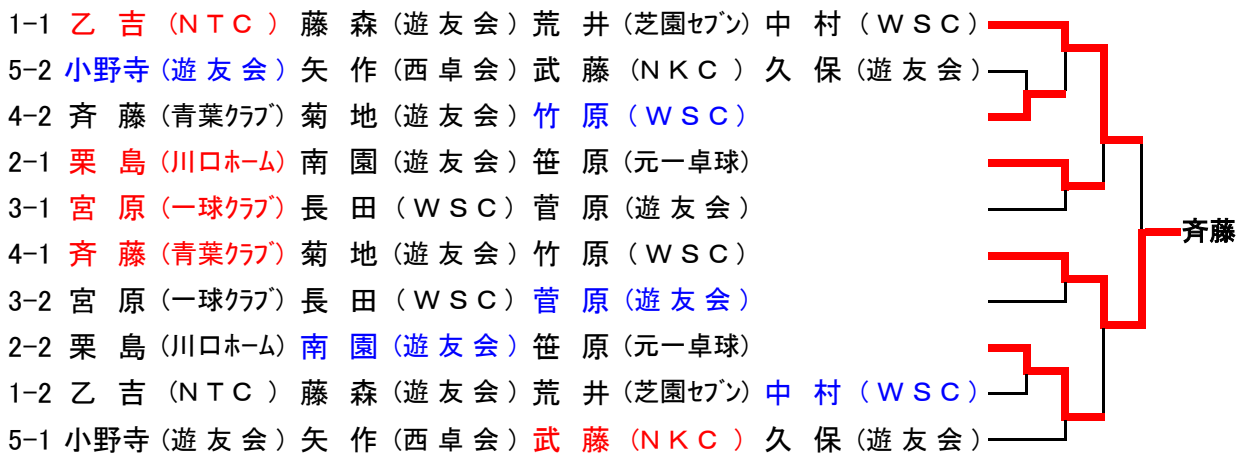 1-1 乙 吉 (NTC) 藤 森 (遊友会) 荒 井 (芝園ｾﾌﾞﾝ) 中 村 (WSC)
5-2 小野寺 (遊友会) 矢 作 (西卓会) 武 藤 (NKC) 久 保 (遊友会)
4-2 斉 藤 (青葉ｸﾗﾌﾞ) 菊 地 (遊友会) 竹 原 (WSC)
2-1 栗 島 (川口ﾎｰﾑ) 南 園 (遊友会) 笹 原 (元一卓球)
3-1 宮 原 (一球ｸﾗﾌﾞ) 長 田 (WSC) 菅 原 (遊友会)
斉藤
4-1 斉 藤 (青葉ｸﾗﾌﾞ) 菊 地 (遊友会) 竹 原 (WSC)
3-2 宮 原 (一球ｸﾗﾌﾞ) 長 田 (WSC) 菅 原 (遊友会)
2-2 栗 島 (川口ﾎｰﾑ) 南 園 (遊友会) 笹 原 (元一卓球)
1-2 乙 吉 (NTC) 藤 森 (遊友会) 荒 井 (芝園ｾﾌﾞﾝ) 中 村 (WSC)
5-1 小野寺 (遊友会) 矢 作 (西卓会) 武 藤 (NKC) 久 保 (遊友会)